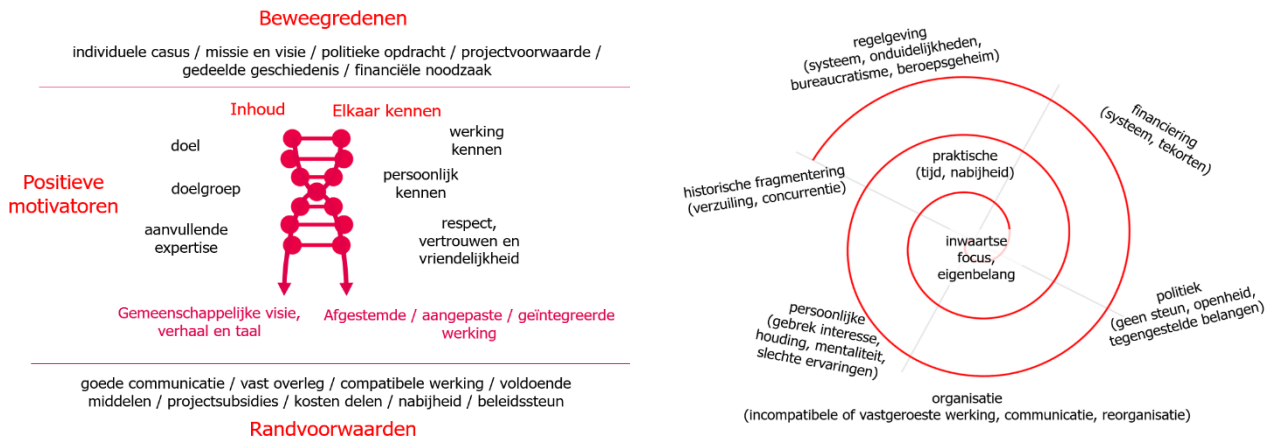 Beweegredenen
individuele casus / missie en visie / politieke opdracht / projectvoorwaarde /
gedeelde geschiedenis / financiële noodzaak
Inhoud
Elkaar kennen
Positieve
motivatoren
doel
doelgroep
aanvullende
expertise
werking
kennen
persoonlijk
kennen
respect,
vertrouwen en
vriendelijkheid
Gemeenschappelijke visie,
verhaal en taal
Afgestemde / aangepaste / geïntegreerde
werking
goede communicatie / vast overleg / compatibele werking / voldoende
middelen / projectsubsidies / kosten delen / nabijheid / beleidssteun
Randvoorwaarden
regelgeving
(systeem, onduidelijkheden,
bureaucratisme, beroepsgeheim)
financiering
(systeem, tekorten)
praktische
(tijd, nabijheid)
historische fragmentering
(verzuiling, concurrentie)
inwaartse
focus,
eigenbelang
politiek
(geen steun, openheid,
tegengestelde belangen)
persoonlijke
(gebrek interesse,
houding, mentaliteit,
slechte ervaringen)
organisatie
(incompatibele of vastgeroeste werking, communicatie, reorganisatie)